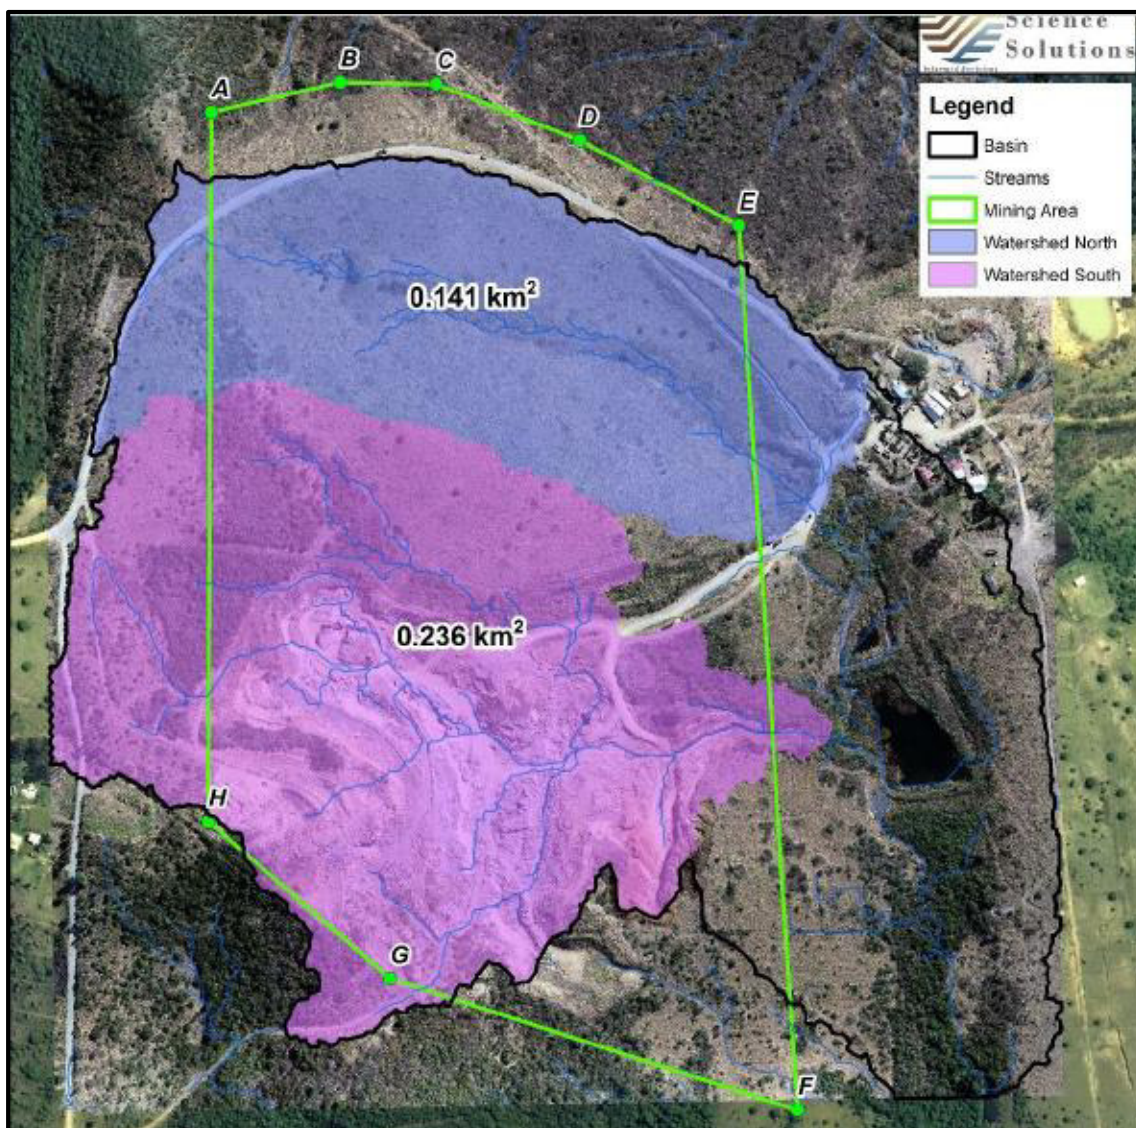 Science
Solutions
Legend
Basin
Streams
Mining Area
Watershed North
Watershed South
A
B
C
D
E
0.141 km²
0.236 km²
H
G
F